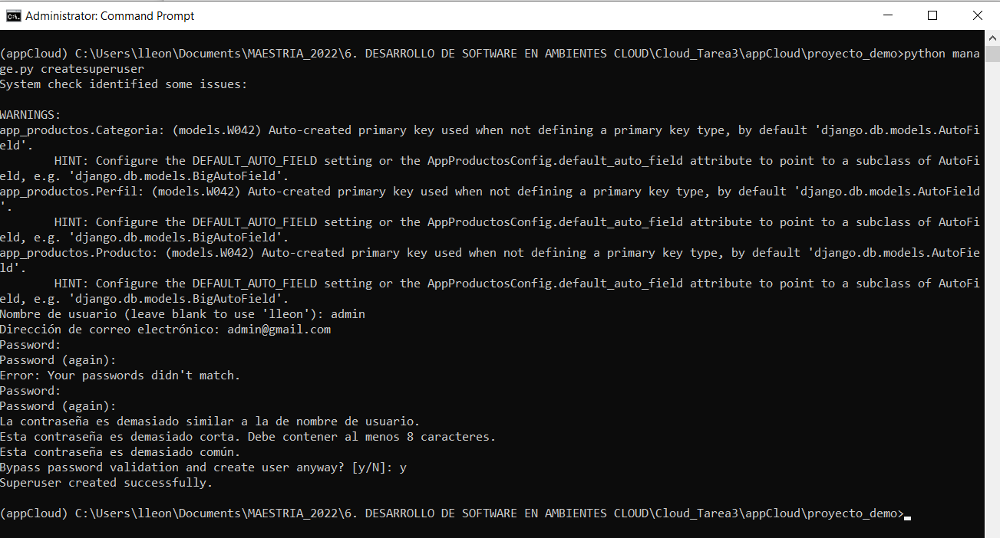 Administrator: Command Prompt
(appCloud) C:\Users\lleon\Documents\MAESTRIA_2022\6. DESARROLLO DE SOFTWARE EN AMBIENTES CLOUD\Cloud_Tarea3\appCloud\proyecto_demo>python mana
ge.py createsuperuser
System check identified some issues:
WARNINGS:
app_productos.Categoria: (models.W042) Auto-created primary key used when not defining a primary key type, by default 'django.db.models.AutoFi
eld'.
HINT: Configure the DEFAULT_AUTO_FIELD setting or the AppProductosConfig.default_auto_field attribute to point to a subclass of AutoFi
eld, e.g. 'django.db.models.BigAutoField'.
app_productos.Perfil: (models.W042) Auto-created primary key used when not defining a primary key type, by default 'django.db.models.AutoField
'.
HINT: Configure the DEFAULT_AUTO_FIELD setting or the AppProductosConfig.default_auto_field attribute to point to a subclass of AutoFi
eld, e.g. 'django.db.models.BigAutoField'.
app_productos.Producto: (models.W042) Auto-created primary key used when not defining a primary key type, by default 'django.db.models.AutoFie
ld'.
HINT: Configure the DEFAULT_AUTO_FIELD setting or the AppProductosConfig.default_auto_field attribute to point to a subclass of AutoFi
eld, e.g. 'django.db.models.BigAutoField'.
Nombre de usuario (leave blank to use 'lleon'): admin
Dirección de correo electrónico: admin@gmail.com
Password:
Password (again):
Error: Your passwords didn't match.
Password:
Password (again):
La contraseña es demasiado similar a la de nombre de usuario.
Esta contraseña es demasiado corta. Debe contener al menos 8 caracteres.
Esta contraseña es demasiado común.
Bypass password validation and create user anyway? [y/N]: y
Superuser created successfully.
(appCloud) C:\Users\lleon\Documents\MAESTRIA_2022\6. DESARROLLO DE SOFTWARE EN AMBIENTES CLOUD\Cloud_Tarea3\appCloud\proyecto_demo>